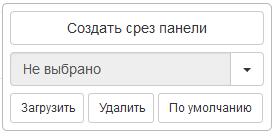 Создать срез панели
Не выбрано
Загрузить Удалить По умолчанию